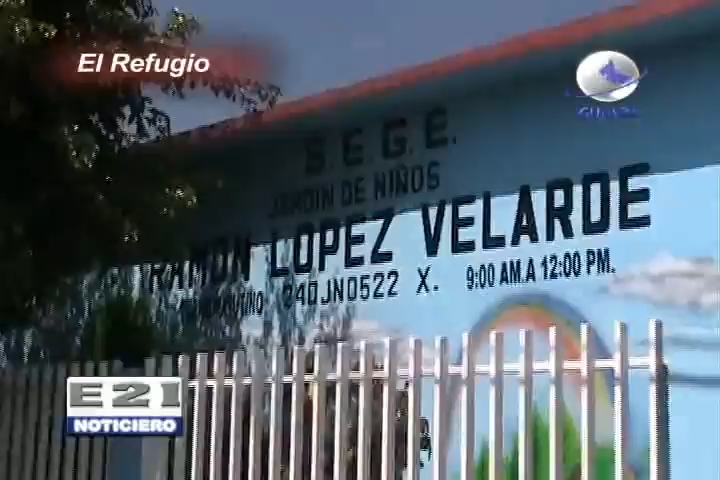 El Refugio
S.E.G.E.
JARDIN DE NIÑOS
RAMON LOPEZ VELARDE
24DJN0522 X. 9:00 AM.A 12:00 PM.
E21
NOTICIERO